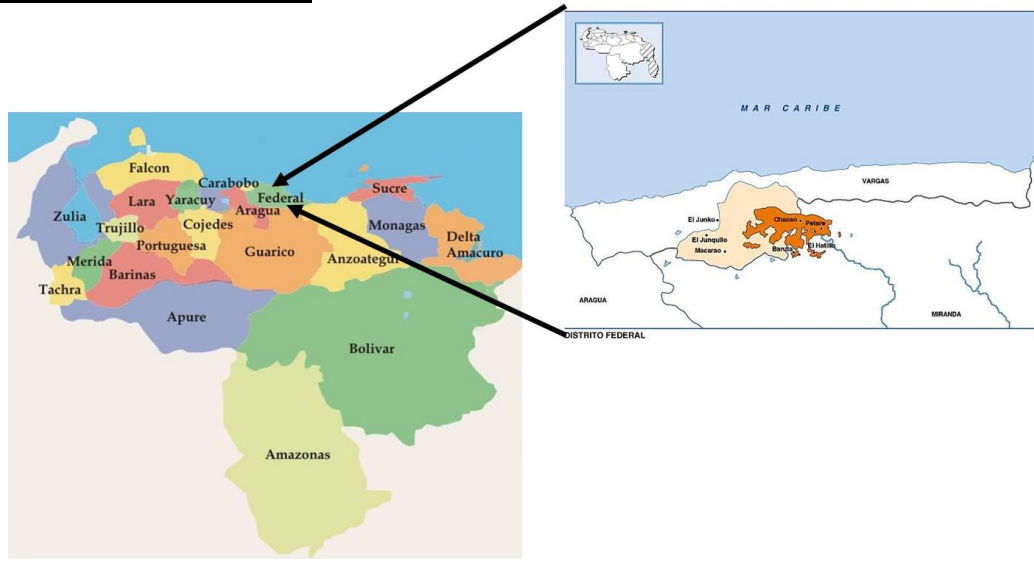 Falcon
Carabobo
Federal
Sucre
Zulia
Lara
Yaracuy
Aragua
Trujillo
Cojedes
Monagas
Delta
Amacuro
Portuguesa
Guarico
Anzoategui
Merida
Barinas
Tachra
Apure
Bolivar
Amazonas
MAR CARIBE
VARGAS
El Junko
Chacao
Petare
El Junquito
Macarao
Baruta
El Hatillo
ARAGUA
MIRANDA
DISTRITO FEDERAL